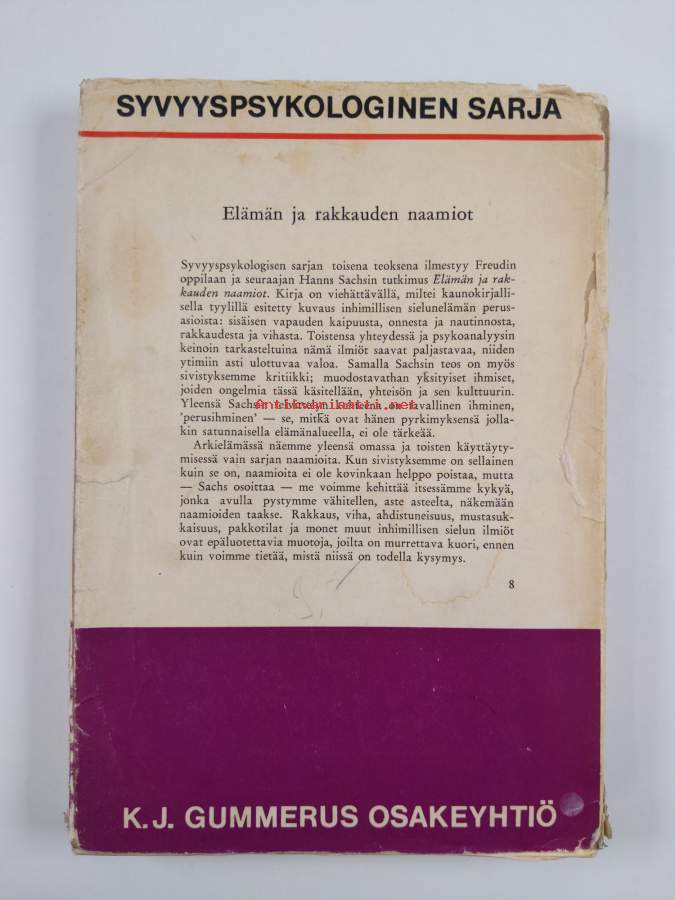 SYVYYSPSYKOLOGINEN SARJA
Elämän ja rakkauden naamiot
Syvyyspsykologisen sarjan toisena teoksena ilmestyy Freudin
oppilaan ja seuraajan Hanns Sachsin tutkimus Elämän ja rak-
kauden naamiot. Kirja on viehättävällä, miltei kaunokirjalli-
sella tyylillä esitetty kuvaus inhimillisen sielunelämän perus-
asioista: sisäisen vapauden kaipuusta, onnesta ja nautinnosta,
rakkaudesta ja vihasta. Toistensa yhteydessä ja psykoanalyysin
keinoin tarkasteltuina nämä ilmiöt saavat paljastavaa, niiden
ytimiin asti ulottuvaa valoa. Samalla Sachsin teos on myös
sivistyksemme kritiikki; muodostavathan yksityiset ihmiset,
joiden ongelmia tässä käsitellään, yhteisön ja sen kulttuurin.
Yleensä Sachsin tavallinen ihminen,
Antikvariaatti.net
'perusihminen' — se, mitkä ovat hänen pyrkimyksensä jolla-
kin satunnaisella elämänalueella, ei ole tärkeää.
Arkielämässä näemme yleensä omassa ja toisten käyttäyty-
misessä vain sarjan naamioita. Kun sivistyksemme on sellainen
kuin se on, naamioita ei ole kovinkaan helppo poistaa, mutta
— Sachs osoittaa — me voimme kehittää itsessämme kykyä,
jonka avulla pystymme vähitellen, aste asteelta, näkemään
naamioiden taakse. Rakkaus, viha, ahdistuneisuus, mustasuk-
kaisuus, pakkotilat ja monet muut inhimillisen sielun ilmiöt
ovat epäluotettavia muotoja, joilta on murrettava kuori, ennen
kuin voimme tietää, mistä niissä on todella kysymys.
8
K. J. GUMMERUS OSAKEYHTIÖ